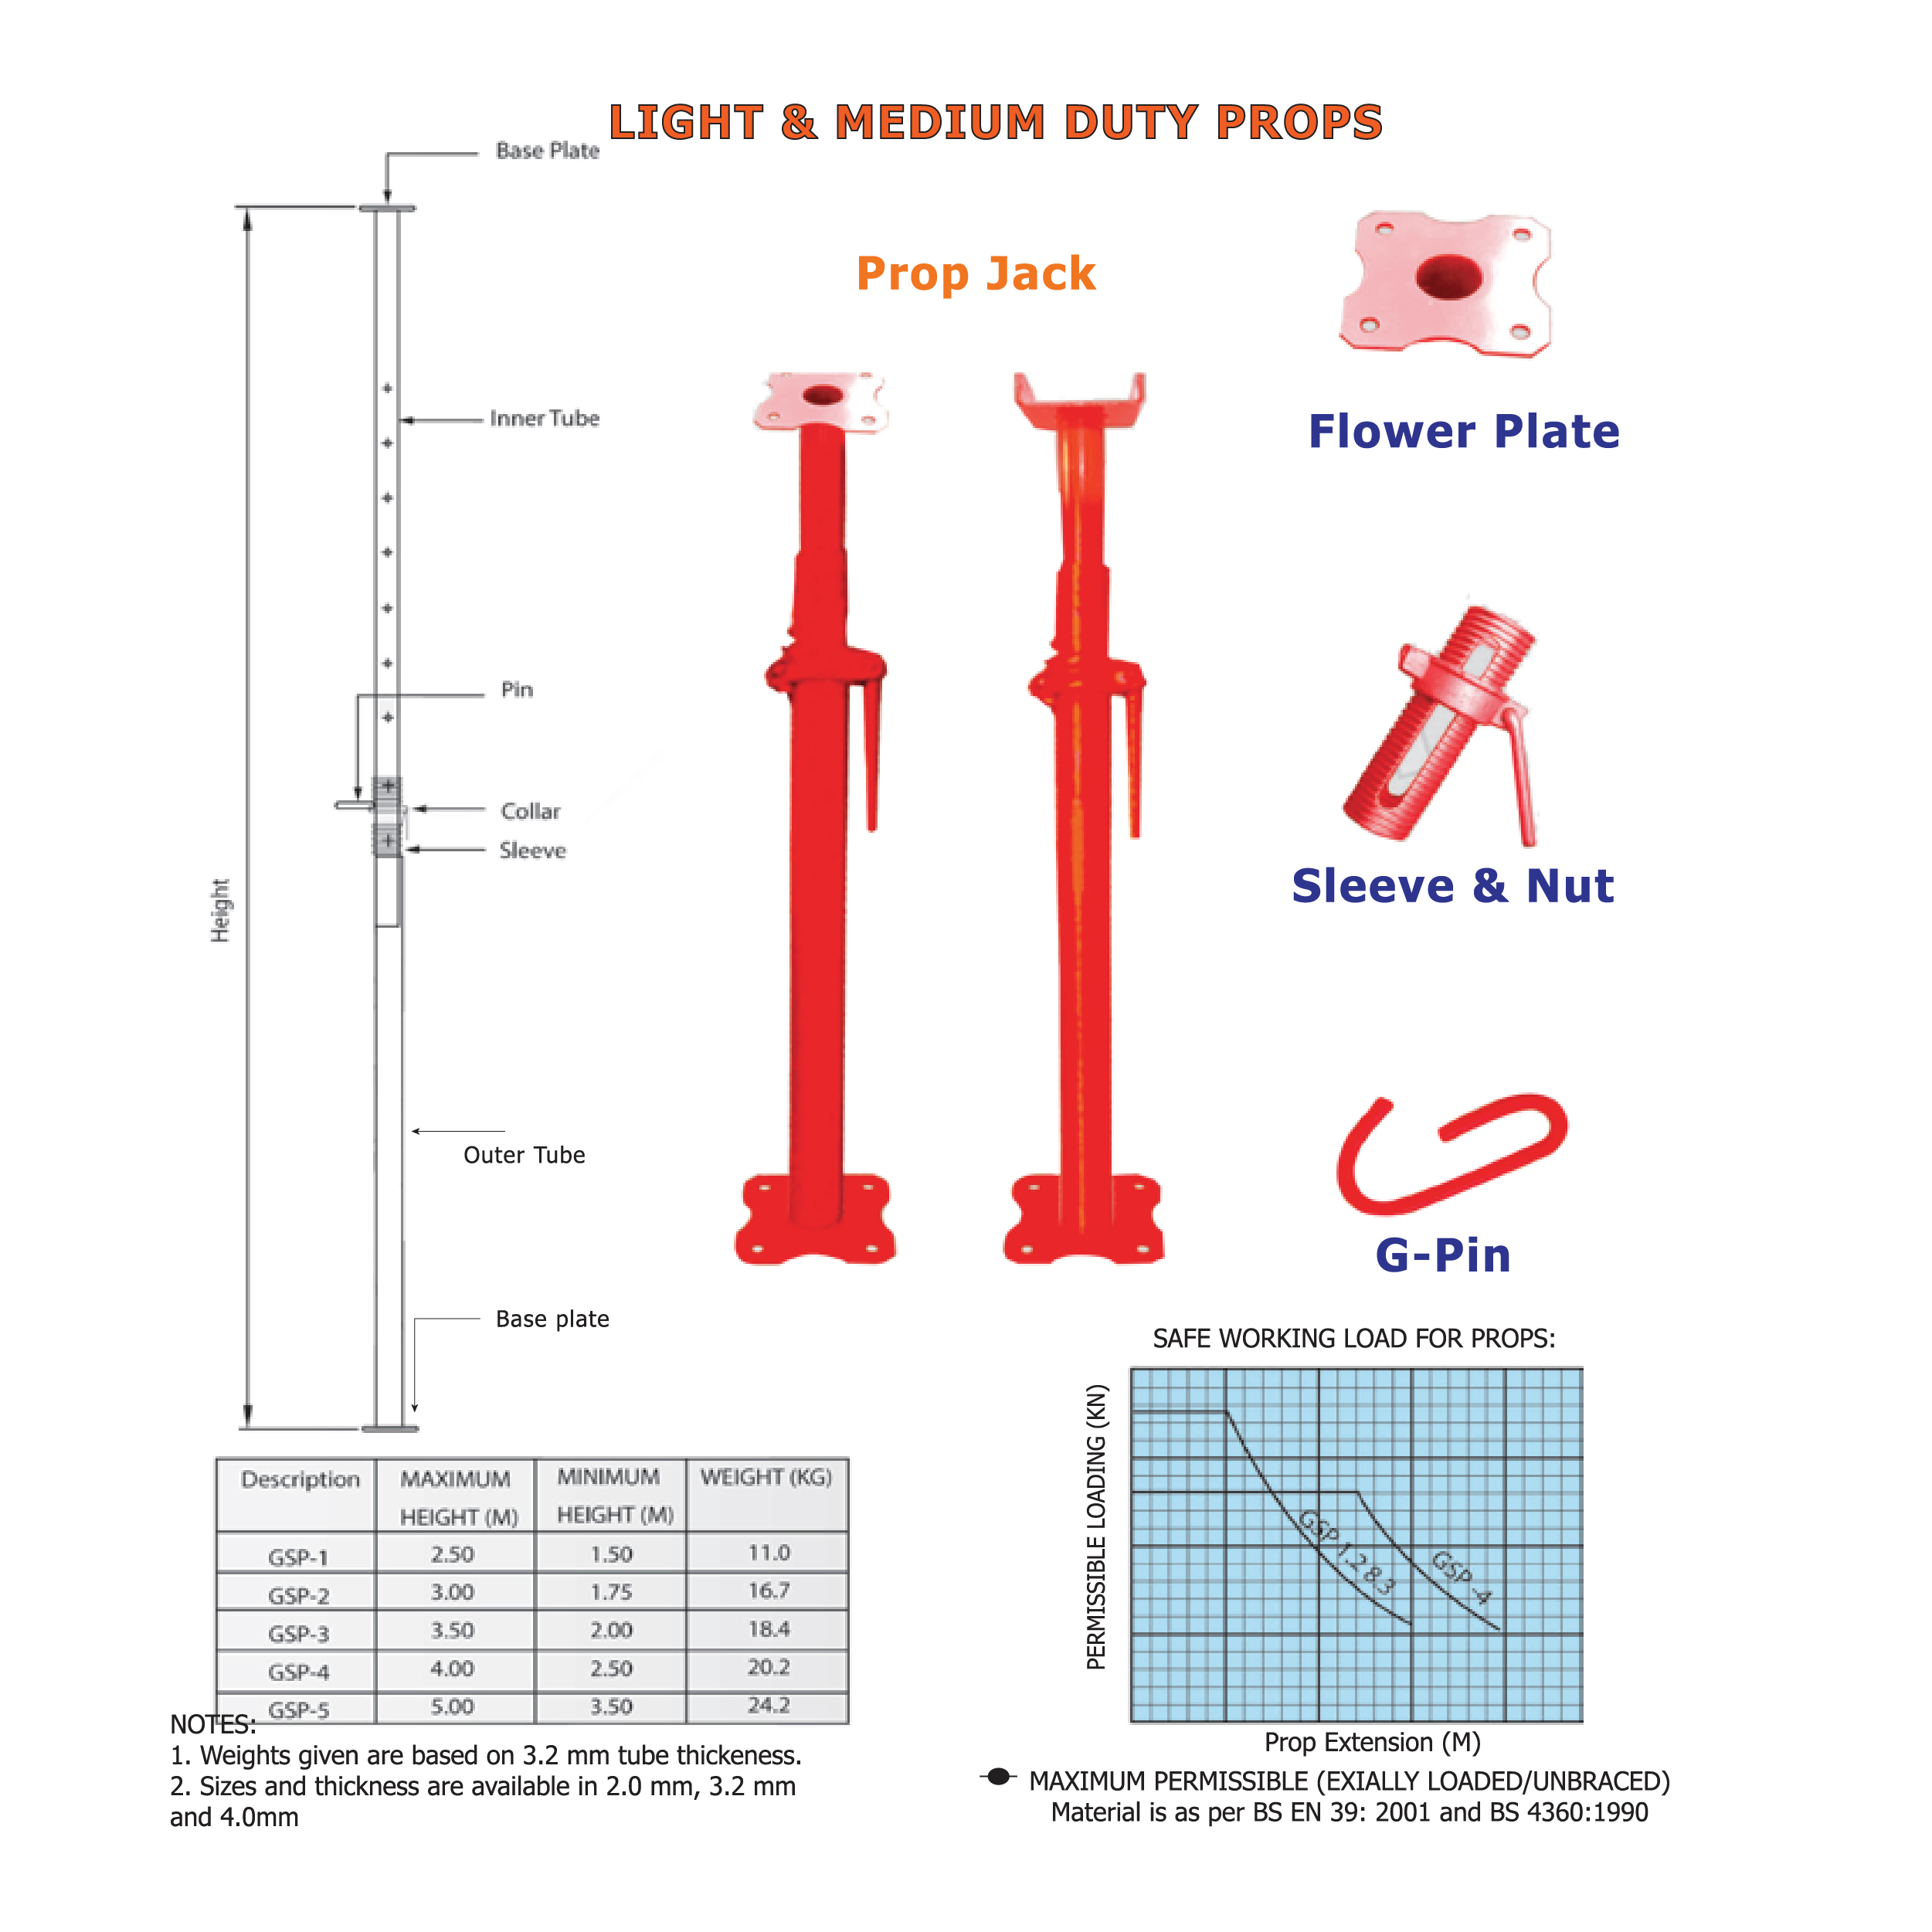 LIGHT & MEDIUM DUTY PROPS
Base Plate
Prop Jack
Inner Tube
Flower Plate
Pin
Collar
Sleeve
Height
Sleeve & Nut
Outer Tube
G-Pin
Base plate
SAFE WORKING LOAD FOR PROPS:
PERMISSIBLE LOADING (KN)
GSP 1.2 8.3
GSP -4
Prop Extension (M)
Description MAXIMUM HEIGHT (M) MINIMUM HEIGHT (M) WEIGHT (KG)
GSP-1 2.50 1.50 11.0
GSP-2 3.00 1.75 16.7
GSP-3 3.50 2.00 18.4
GSP-4 4.00 2.50 20.2
GSP-5 5.00 3.50 24.2
NOTES:
1. Weights given are based on 3.2 mm tube thickeness.
2. Sizes and thickness are available in 2.0 mm, 3.2 mm
and 4.0mm
MAXIMUM PERMISSIBLE (EXIALLY LOADED/UNBRACED)
Material is as per BS EN 39: 2001 and BS 4360:1990